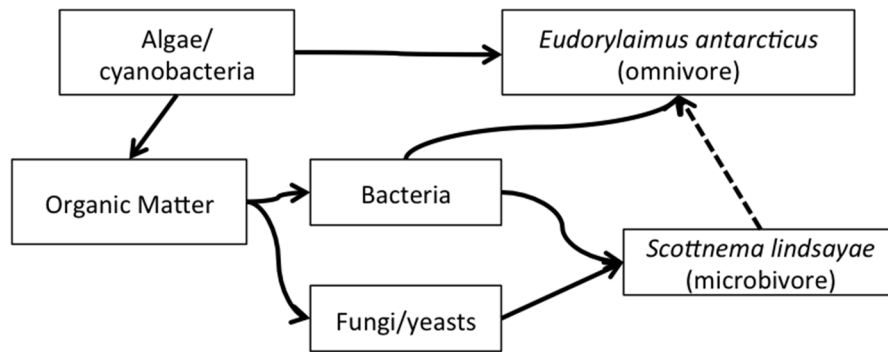 Algae/
cyanobacteria
Eudorylaimus antarcticus
(omnivore)
Organic Matter
Bacteria
Scottnema lindsayae
(microbivore)
Fungi/yeasts